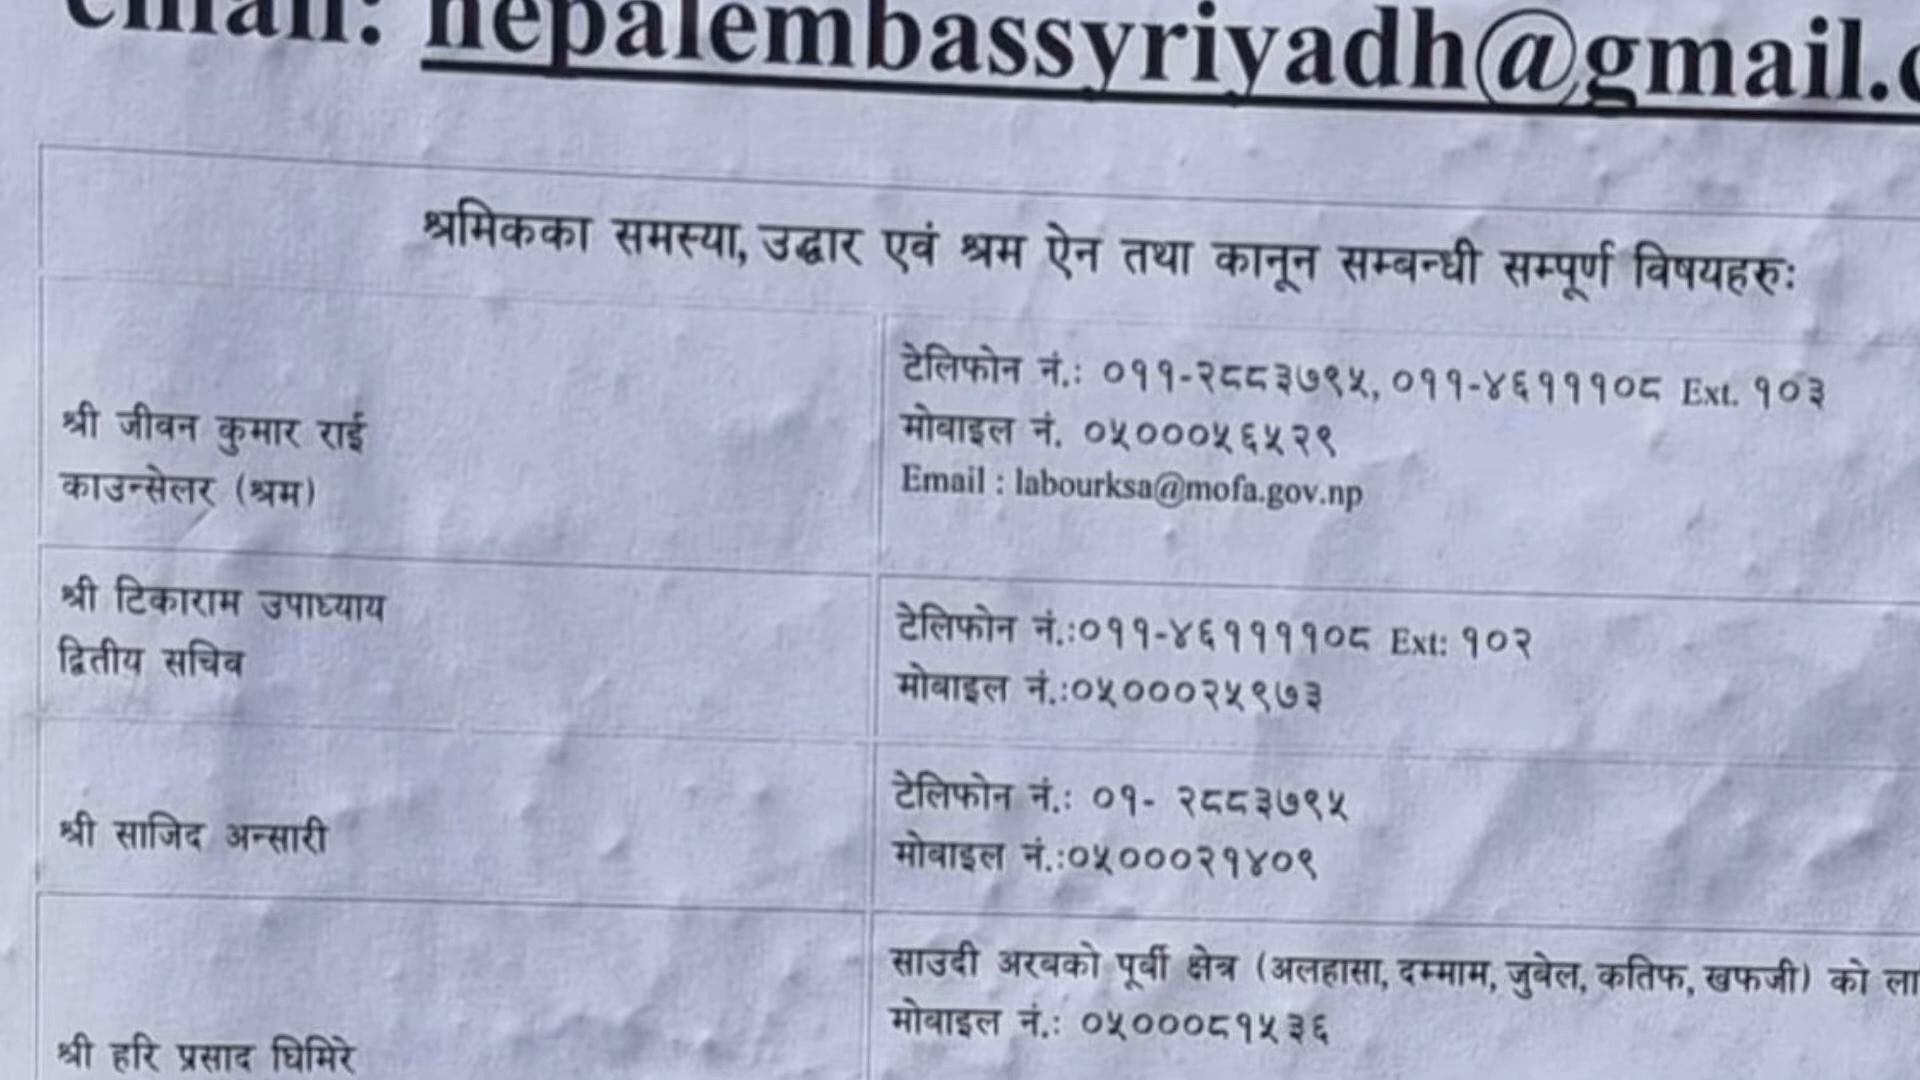 email: nepalembassyriyadh@gmail.c
श्रमिकका समस्या, उद्धार एवं श्रम ऐन तथा कानून सम्बन्धी सम्पूर्ण विषयहरुः
श्री जीवन कुमार राई
काउन्सेलर (श्रम)
टेलिफोन नं.: ०११-२८८३७९५, ०११-४६१११०८ Ext. १०३
मोबाइल नं. ०५०००५६५२९
Email : labourksa@mofa.gov.np
श्री टिकाराम उपाध्याय
द्वितीय सचिव
टेलिफोन नं.:०११-४६१११०८ Ext: १०२
मोबाइल नं.:०५०००२५९७३
श्री साजिद अन्सारी
टेलिफोन नं.: ०१- २८८३७९५
मोबाइल नं.:०५०००२१४०९
साउदी अरबको पूर्वी क्षेत्र (अलहासा, दम्माम, जुबेल, कतिफ, खफजी) को ला
मोबाइल नं.: ०५०००८१५३६
श्री हरि प्रसाद घिमिरे